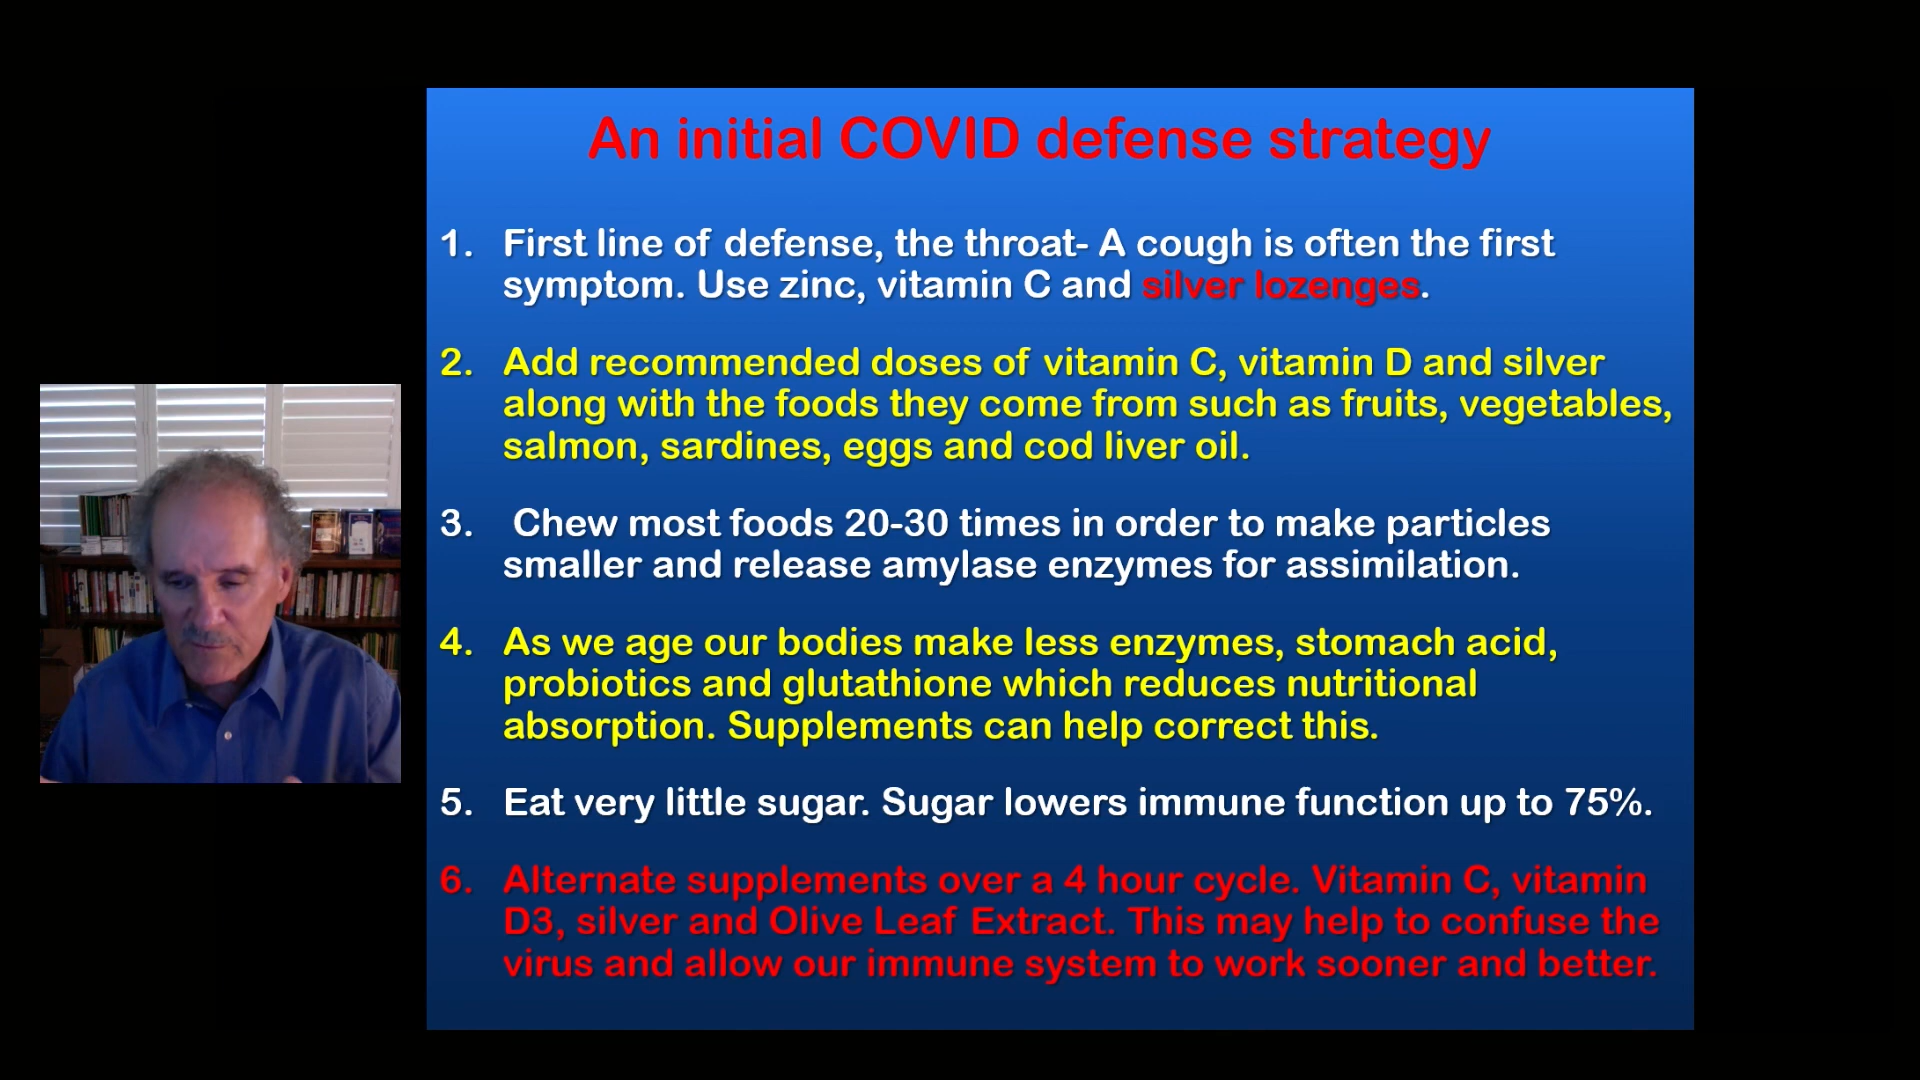 An initial COVID defense strategy
1. First line of defense, the throat- A cough is often the first
symptom. Use zinc, vitamin C and silver lozenges.
2. Add recommended doses of vitamin C, vitamin D and silver
along with the foods they come from such as fruits, vegetables,
salmon, sardines, eggs and cod liver oil.
3. Chew most foods 20-30 times in order to make particles
smaller and release amylase enzymes for assimilation.
4. As we age our bodies make less enzymes, stomach acid,
probiotics and glutathione which reduces nutritional
absorption. Supplements can help correct this.
5. Eat very little sugar. Sugar lowers immune function up to 75%.
6. Alternate supplements over a 4 hour cycle. Vitamin C, vitamin
D3, silver and Olive Leaf Extract. This may help to confuse the
virus and allow our immune system to work sooner and better.